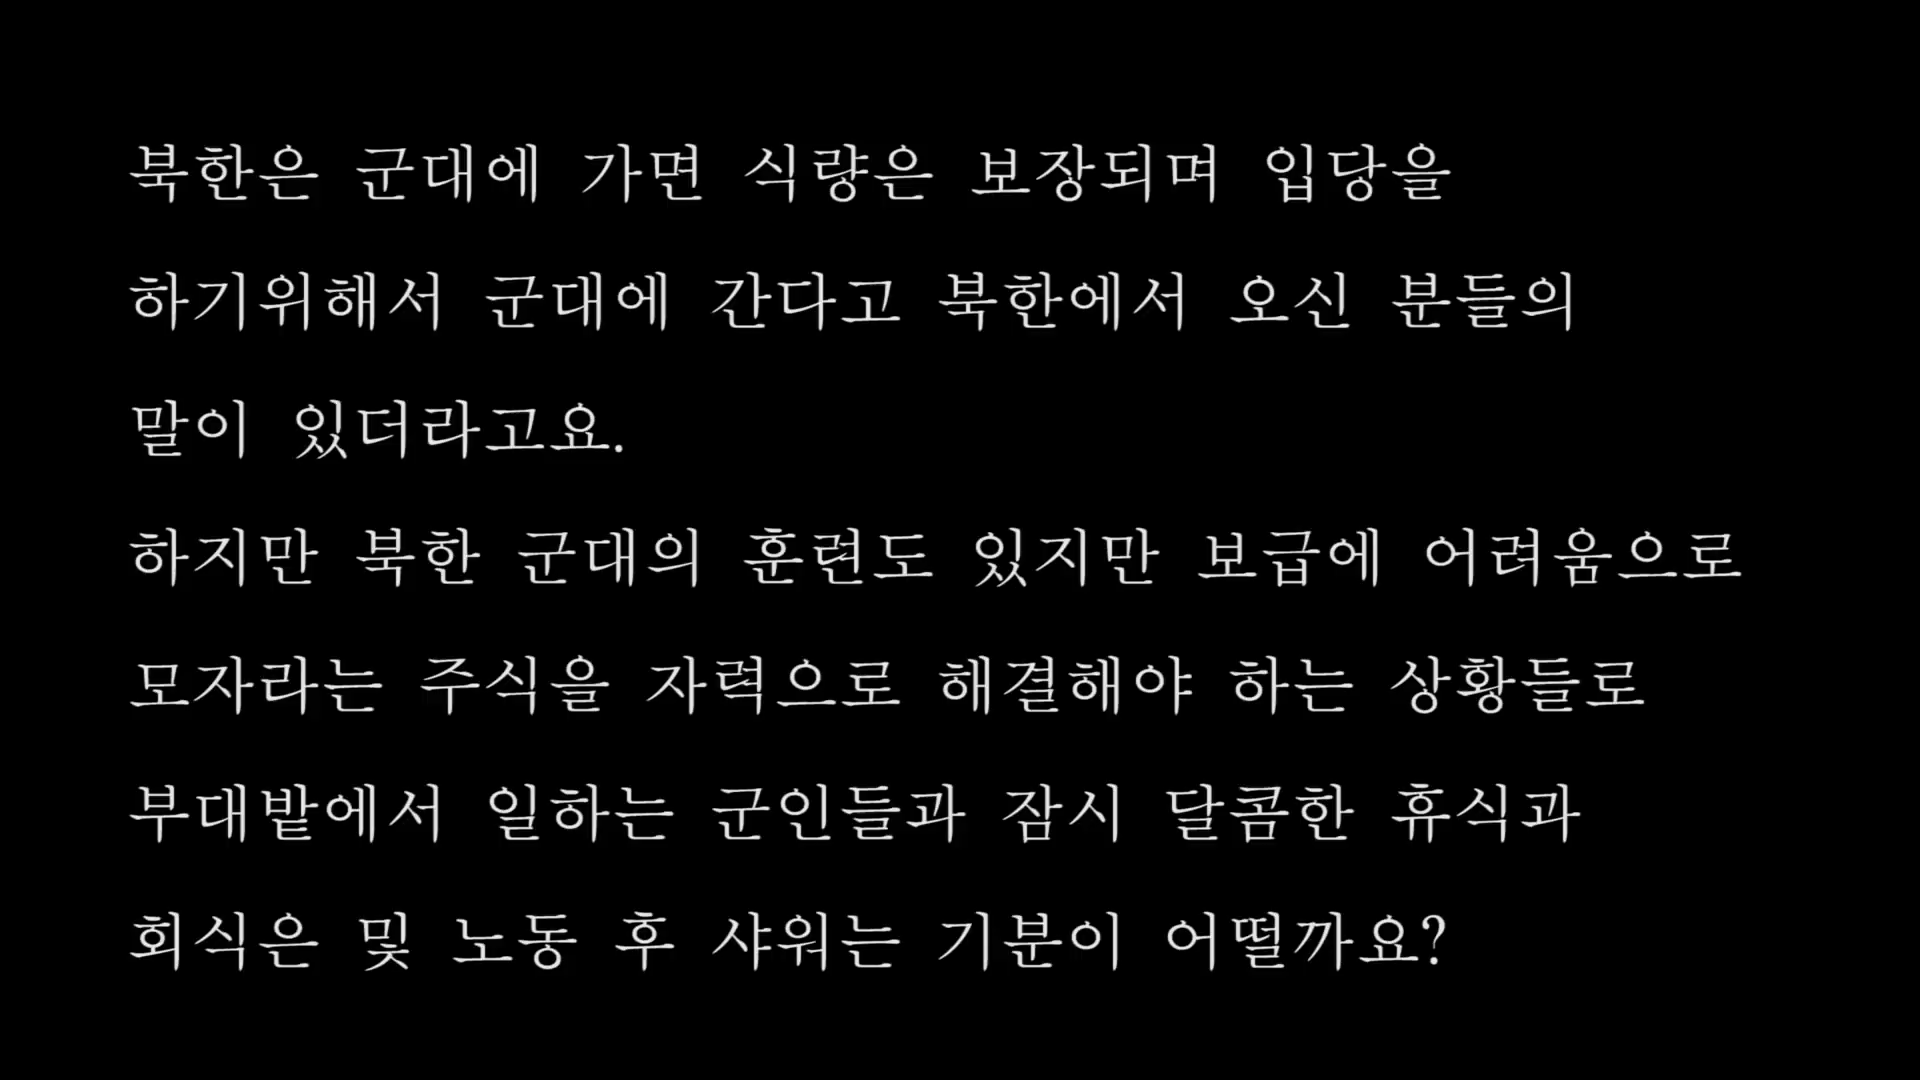 북한은 군대에 가면 식량은 보장되며 입당을
하기위해서 군대에 간다고 북한에서 오신 분들의
말이 있더라고요.
하지만 북한 군대의 훈련도 있지만 보급에 어려움으로
모자라는 주식을 자력으로 해결해야 하는 상황들로
부대밭에서 일하는 군인들과 잠시 달콤한 휴식과
회식은 및 노동 후 샤워는 기분이 어떨까요?